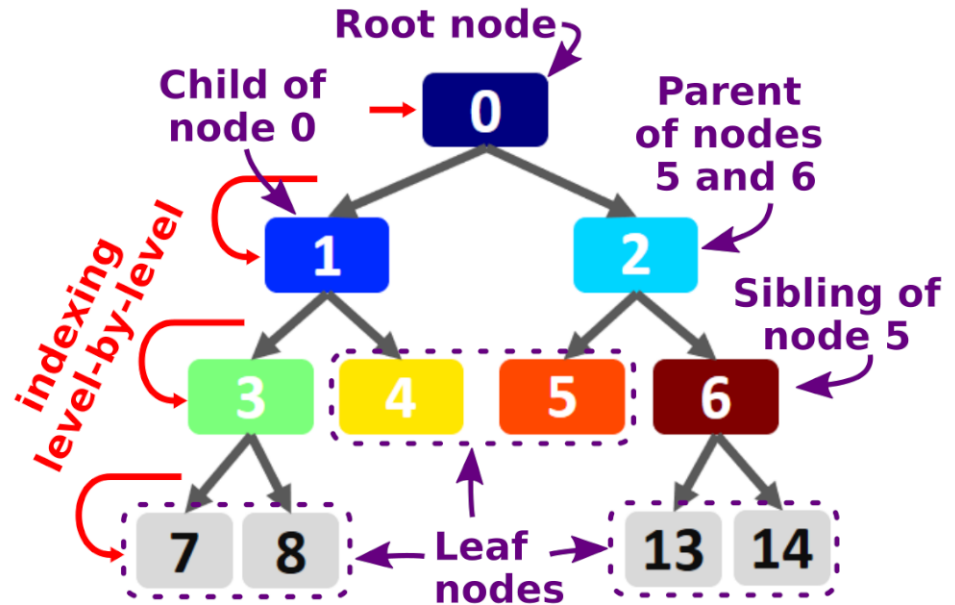 Root node
Child of
node 0
0
Parent
of nodes
5 and 6
indexing
level-by-level
1
2
Sibling of
node 5
3
4
5
6
7
8
Leaf
nodes
13
14